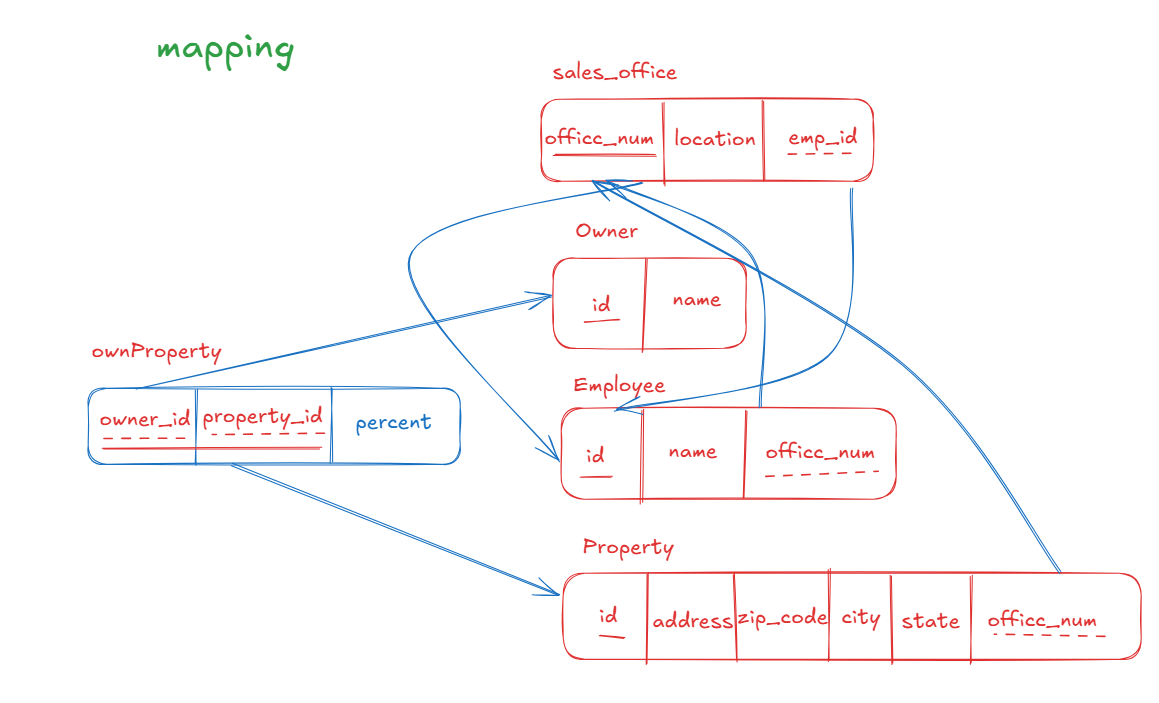 mapping
sales_office
officc_num location emp_id
Owner
id name
ownProperty
owner_id property_id percent
Employee
id name officc_num
Property
id address zip_code city state officc_num